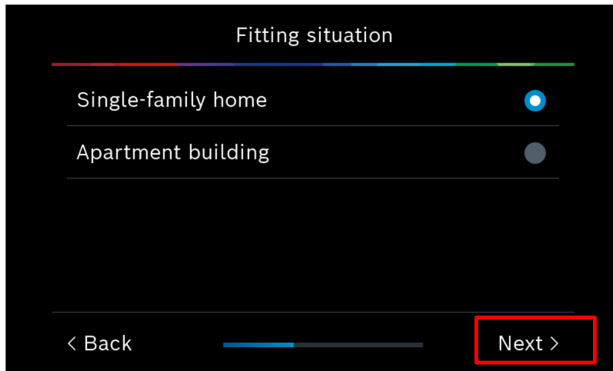 Fitting situation
Single-family home
Apartment building
< Back
Next >